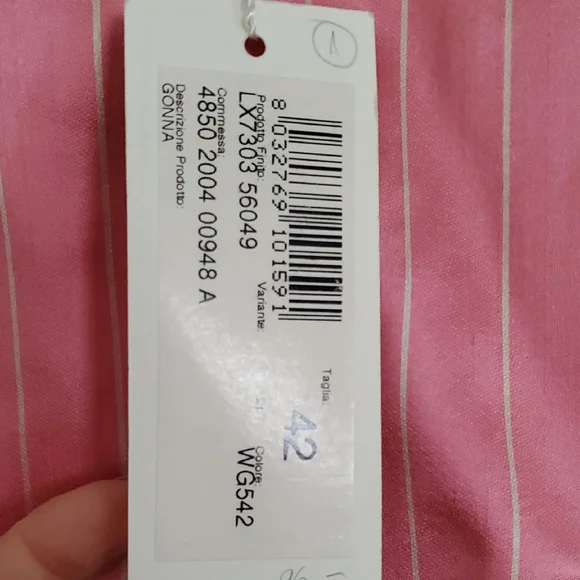 8 032769 101591
Taglia:
42
Prodotto Finito:
LX7303 56049
Variante:
Colore:
WG542
Commessa:
4850 2004 00948 A
Descrizione Prodotto:
GONNA